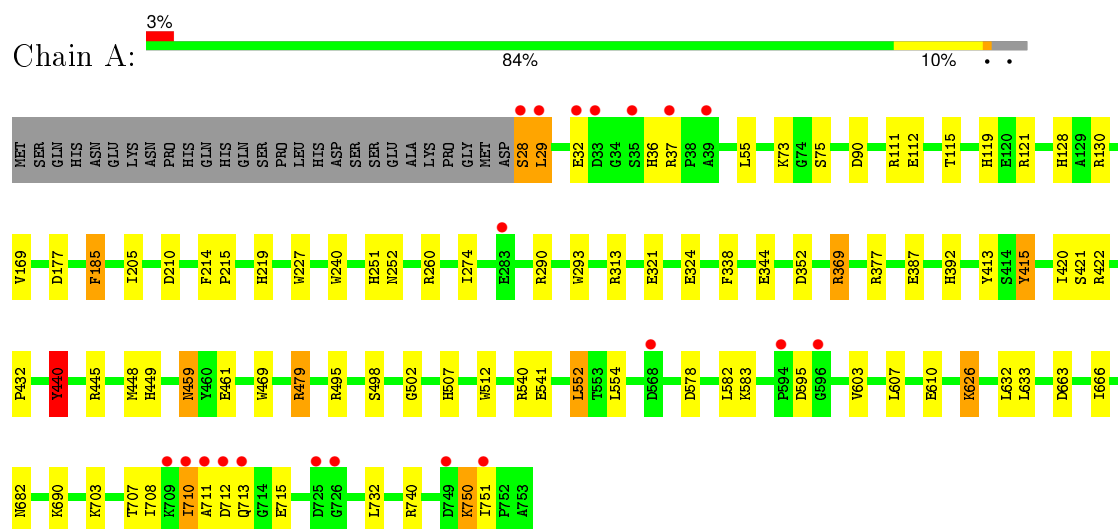 3%
Chain A:
84% 10% • •
MET SER GLN HIS ASN GLU LYS ASN PRO HIS GLN HIS GLN SER PRO LEU HIS ASP SER SER ASN GLU ALA LYS PRO GLY MET ASP S28 L29 E32 D33 G34 S35 H36 R37 P38 A39 L55 K73 G74 S75 D90 R111 E112 T115 H119 E120 R121 H128 A129 R130
V169 D177 F185 I205 D210 F214 P215 H219 W227 W240 H251 N252 R260 I274 E283 R290 W293 R313 E321 E324 F338 E344 D352 R369 R377 E387 H392 Y413 S414 Y415 I420 S421 R422
P432 Y440 R445 M448 H449 N459 Y460 E461 W469 R479 R495 S498 G502 H507 W512 R540 E541 L552 T553 L554 D568 D578 L582 K583 P594 D595 G596 V603 L607 E610 K626 L632 L633 D663 I666
N682 K690 K703 T707 I708 K709 I710 A711 D712 Q713 G714 E715 D725 G726 L732 R740 D749 K750 I751 P752 A753